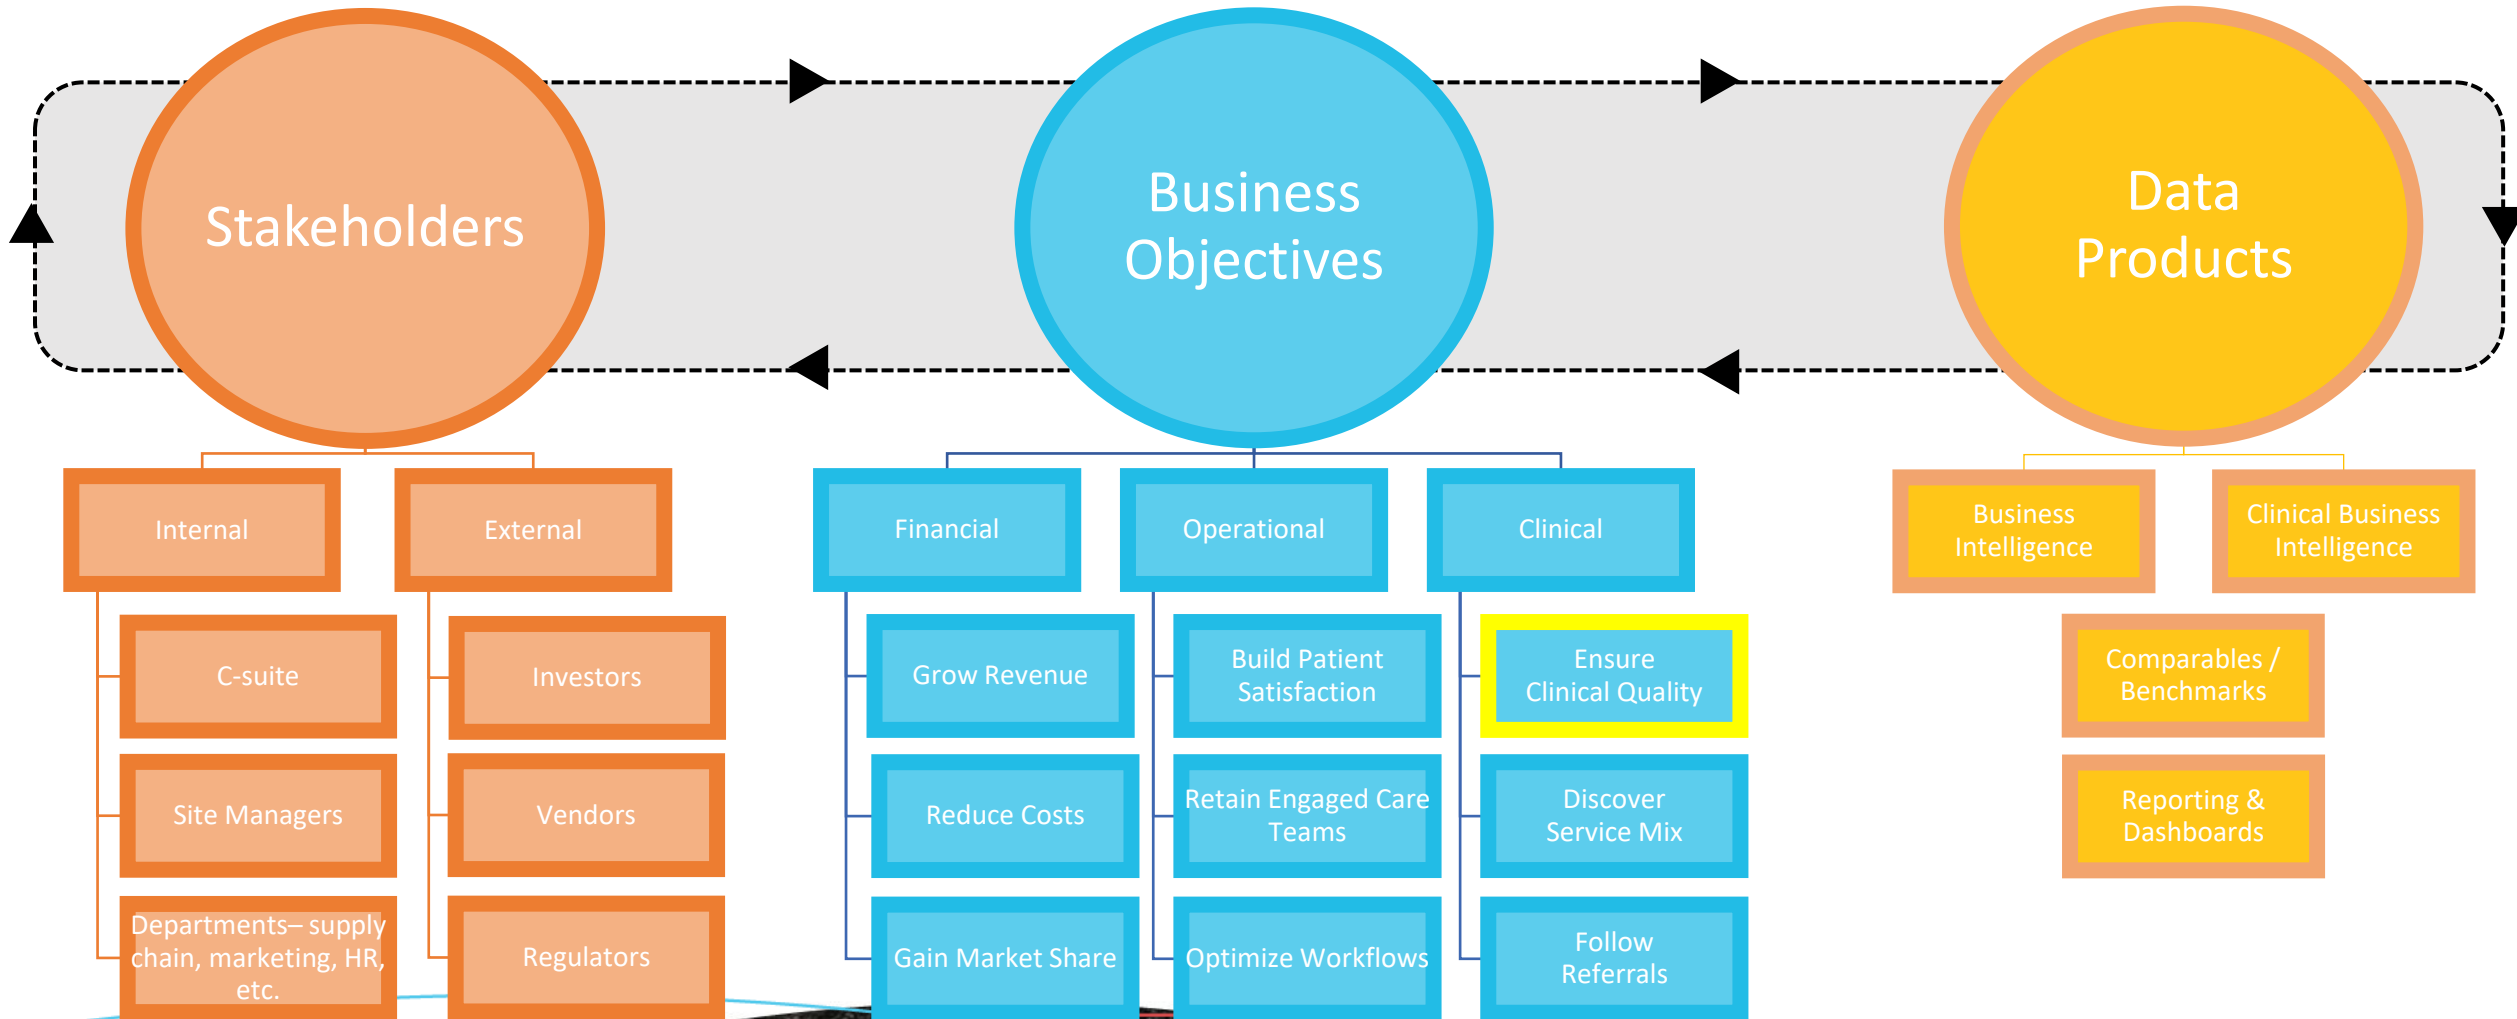 Stakeholders
Business
Objectives
Data
Products
Internal
External
C-suite
Investors
Site Managers
Vendors
Departments– supply
chain, marketing, HR,
etc.
Regulators
Financial
Operational
Clinical
Grow Revenue
Build Patient
Satisfaction
Ensure
Clinical Quality
Reduce Costs
Retain Engaged Care
Teams
Discover
Service Mix
Gain Market Share
Optimize Workflows
Follow
Referrals
Business
Intelligence
Clinical Business
Intelligence
Comparables /
Benchmarks
Reporting &
Dashboards